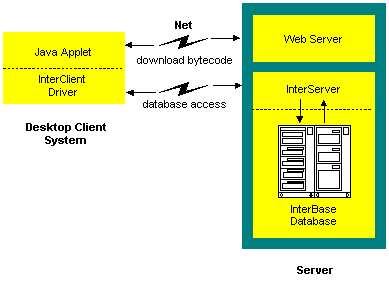 Net
Java Applet
download bytecode
Web Server
InterClient
Driver
database access
InterServer
Desktop Client
System
InterBase
Database
Server